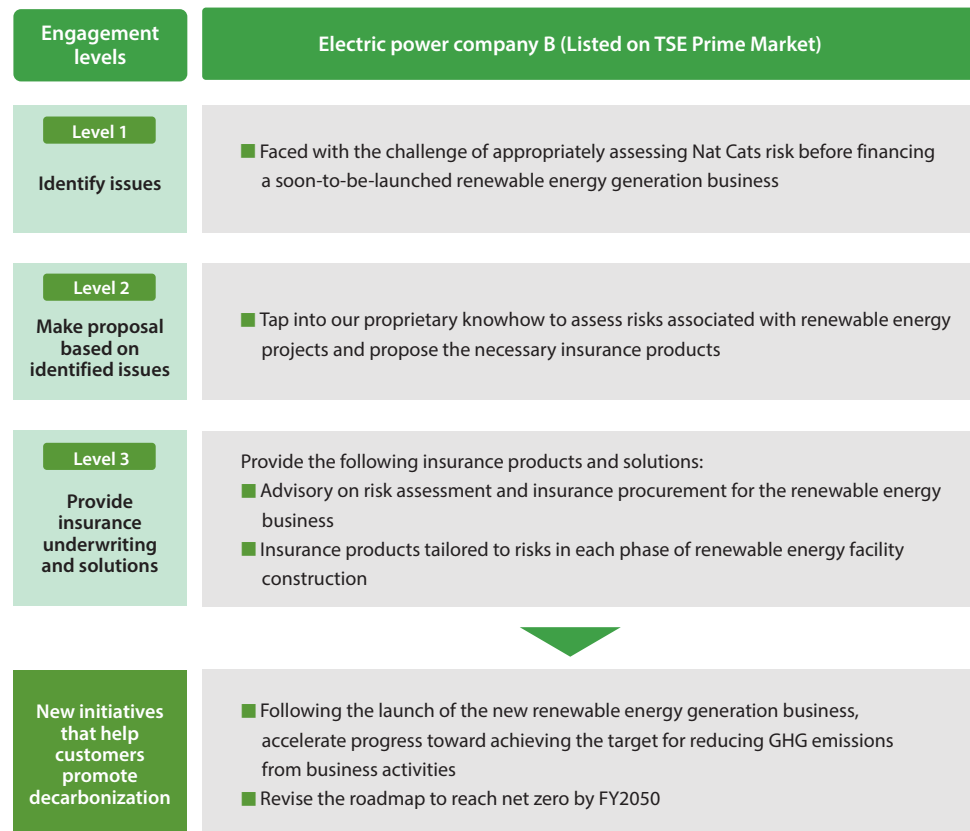 Engagement
levels
Electric power company B (Listed on TSE Prime Market)
Level 1
Identify issues
■ Faced with the challenge of appropriately assessing Nat Cats risk before financing
a soon-to-be-launched renewable energy generation business
Level 2
Make proposal
based on
identified issues
■ Tap into our proprietary knowhow to assess risks associated with renewable energy
projects and propose the necessary insurance products
Level 3
Provide
insurance
underwriting
and solutions
Provide the following insurance products and solutions:
■ Advisory on risk assessment and insurance procurement for the renewable energy
business
■ Insurance products tailored to risks in each phase of renewable energy facility
construction
New initiatives
that help
customers
promote
decarbonization
■ Following the launch of the new renewable energy generation business,
accelerate progress toward achieving the target for reducing GHG emissions
from business activities
■ Revise the roadmap to reach net zero by FY2050